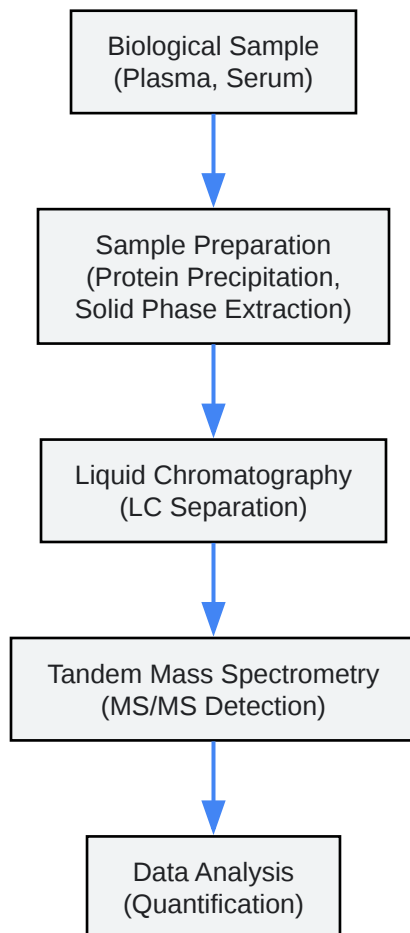 Biological Sample
(Plasma, Serum)
Sample Preparation
(Protein Precipitation,
Solid Phase Extraction)
Liquid Chromatography
(LC Separation)
Tandem Mass Spectrometry
(MS/MS Detection)
Data Analysis
(Quantification)